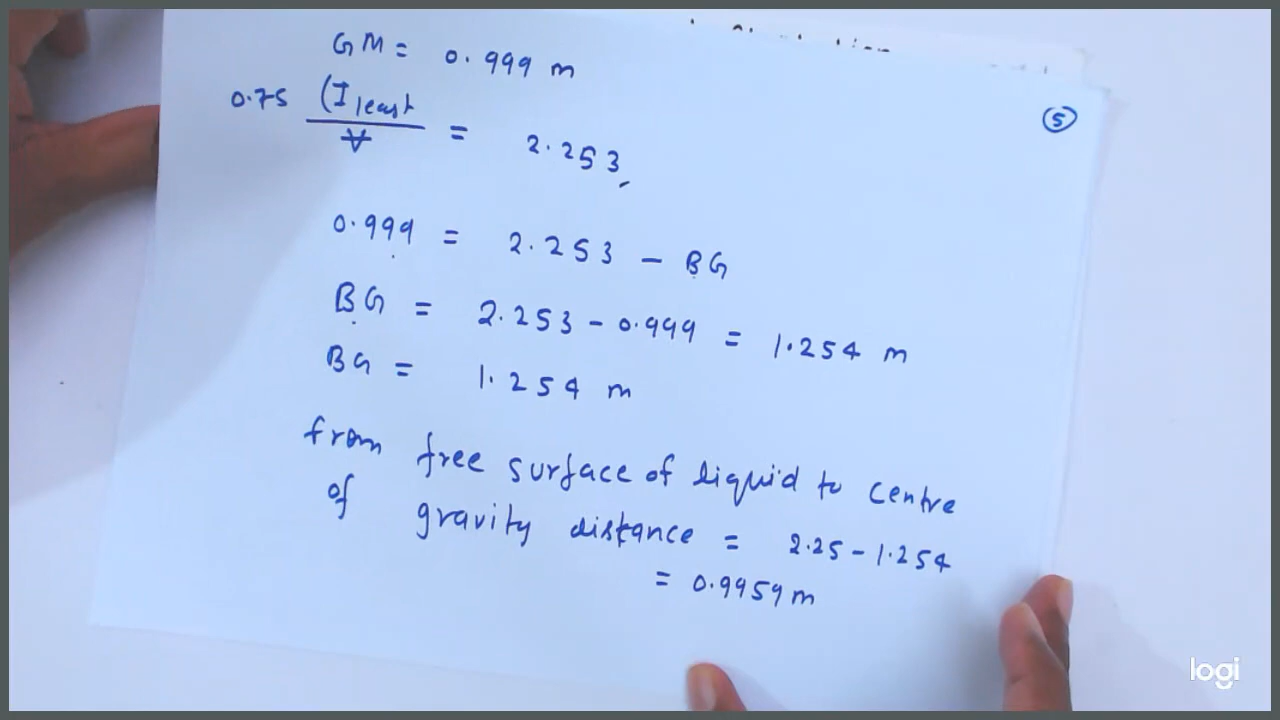 GM = 0.999 m
5
0.75 (I least
V = 2.253
0.999 = 2.253 - BG
BG = 2.253 - 0.999 = 1.254 m
BG = 1.254 m
from free surface of liquid to centre
of gravity distance = 2.25 - 1.254
= 0.9959 m
logi